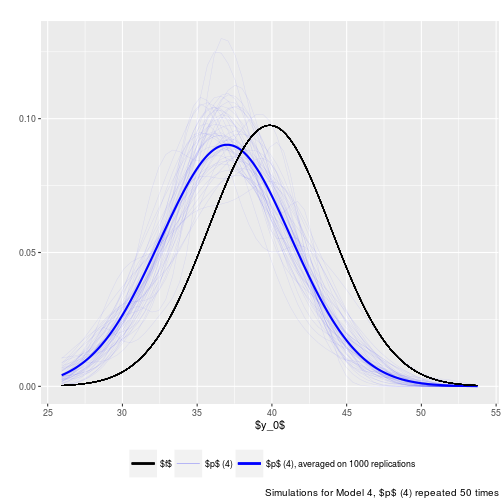 0.10
0.05
0.00
25 30 35 40 45 50 55
$y_0$
$f$ $p$ (4) $p$ (4), averaged on 1000 replications
Simulations for Model 4, $p$ (4) repeated 50 times